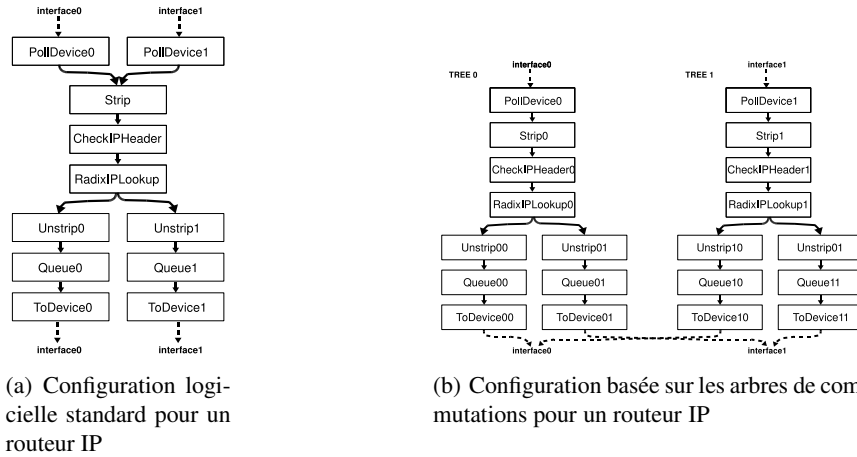 interface0 interface1
PollDevice0 PollDevice1
Strip
CheckIPHeader
RadixIPLookup
Unstrip0 Unstrip1
Queue0 Queue1
ToDevice0 ToDevice1
interface0 interface1
(a) Configuration logi-
cielle standard pour un
routeur IP
interface0 interface1
TREE 0 TREE 1
PollDevice0 PollDevice1
Strip0 Strip1
CheckIPHeader0 CheckIPHeader1
RadixIPLookup0 RadixIPLookup1
Unstrip00 Unstrip01 Unstrip10 Unstrip01
Queue00 Queue01 Queue10 Queue11
ToDevice00 ToDevice01 ToDevice10 ToDevice11
interface0 interface1
(b) Configuration basée sur les arbres de com
mutations pour un routeur IP